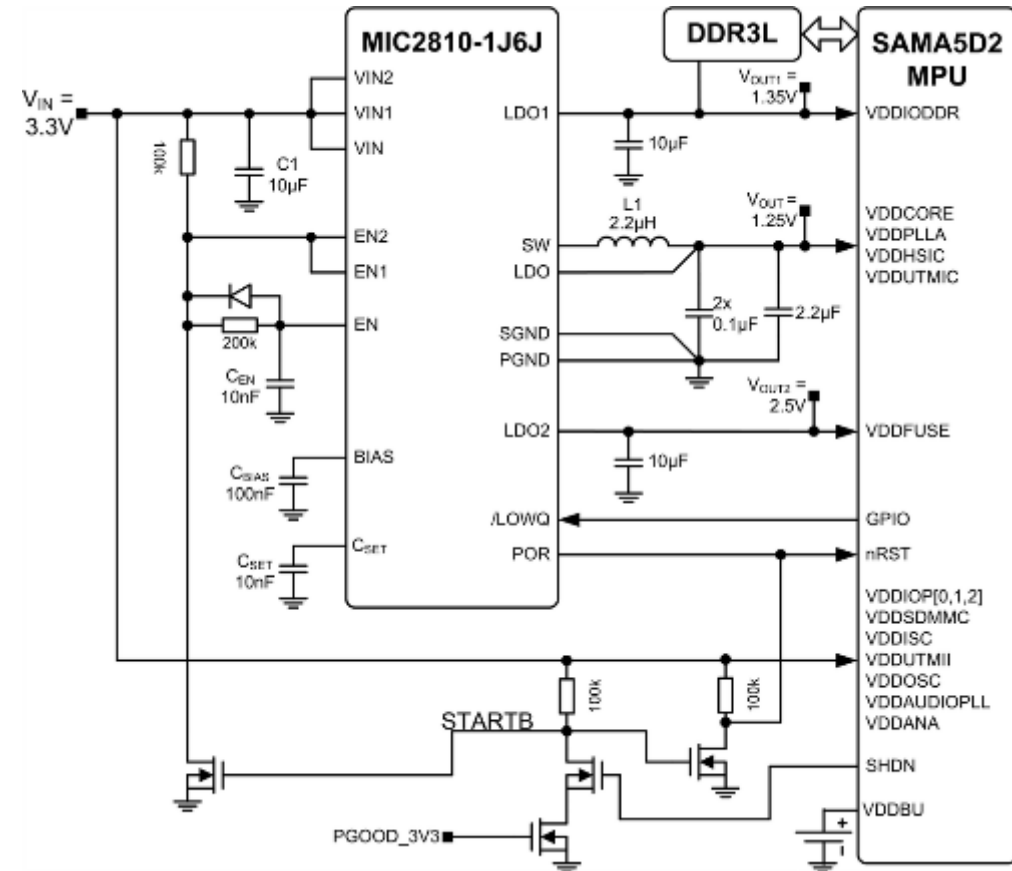 MIC2810-1J6J
DDR3L
SAMA5D2
MPU
VIN =
3.3V
100k
C1
10µF
VIN2
VIN1
VIN
EN2
EN1
EN
200k
CEN
10nF
BIAS
CBIAS
100nF
CSET
CSET
10nF
LDO1
10µF
VOUT1 =
1.35V
VDDIODDR
L1
2.2µH
SW
LDO
VOUT =
1.25V
VDDCORE
VDDPLLA
VDDHSIC
VDDUTMIC
2x
0.1µF
2.2µF
SGND
PGND
VOUT2 =
2.5V
LDO2
10µF
VDDFUSE
/LOWQ
GPIO
POR
nRST
VDDIOP[0,1,2]
VDDSDMMC
VDDISC
VDDUTMII
VDDOSC
VDDAUDIOPLL
VDDANA
100k
100k
STARTB
SHDN
VDDBU
+
-
PGOOD_3V3